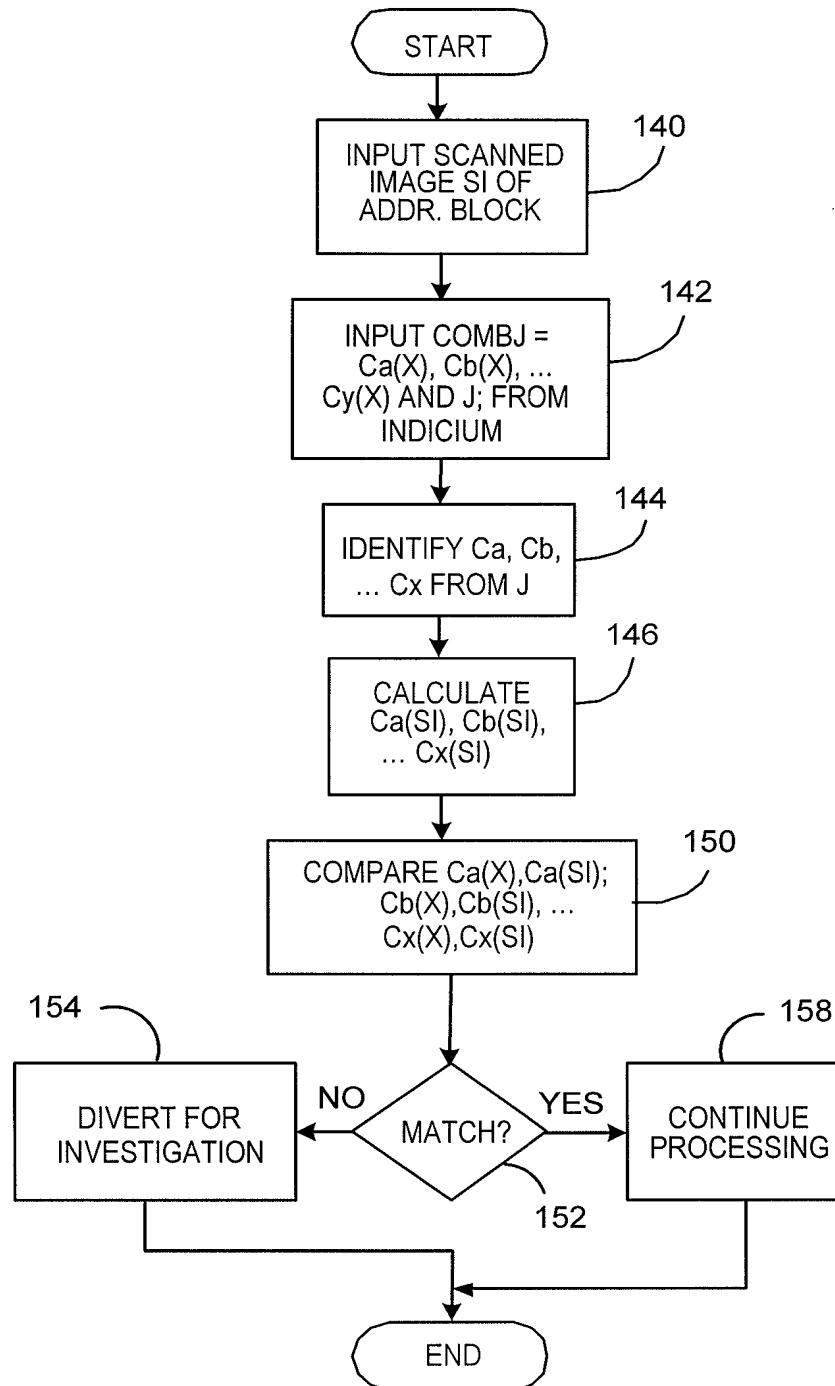 START
140
INPUT SCANNED
IMAGE SI OF
ADDR. BLOCK
142
INPUT COMBJ =
Ca(X), Cb(X), ...
Cy(X) AND J; FROM
INDICIUM
144
IDENTIFY Ca, Cb,
... Cx FROM J
146
CALCULATE
Ca(SI), Cb(SI),
... Cx(SI)
150
COMPARE Ca(X),Ca(SI);
Cb(X),Cb(SI), ...
Cx(X),Cx(SI)
154
158
NO
YES
DIVERT FOR
INVESTIGATION
MATCH?
CONTINUE
PROCESSING
152
END